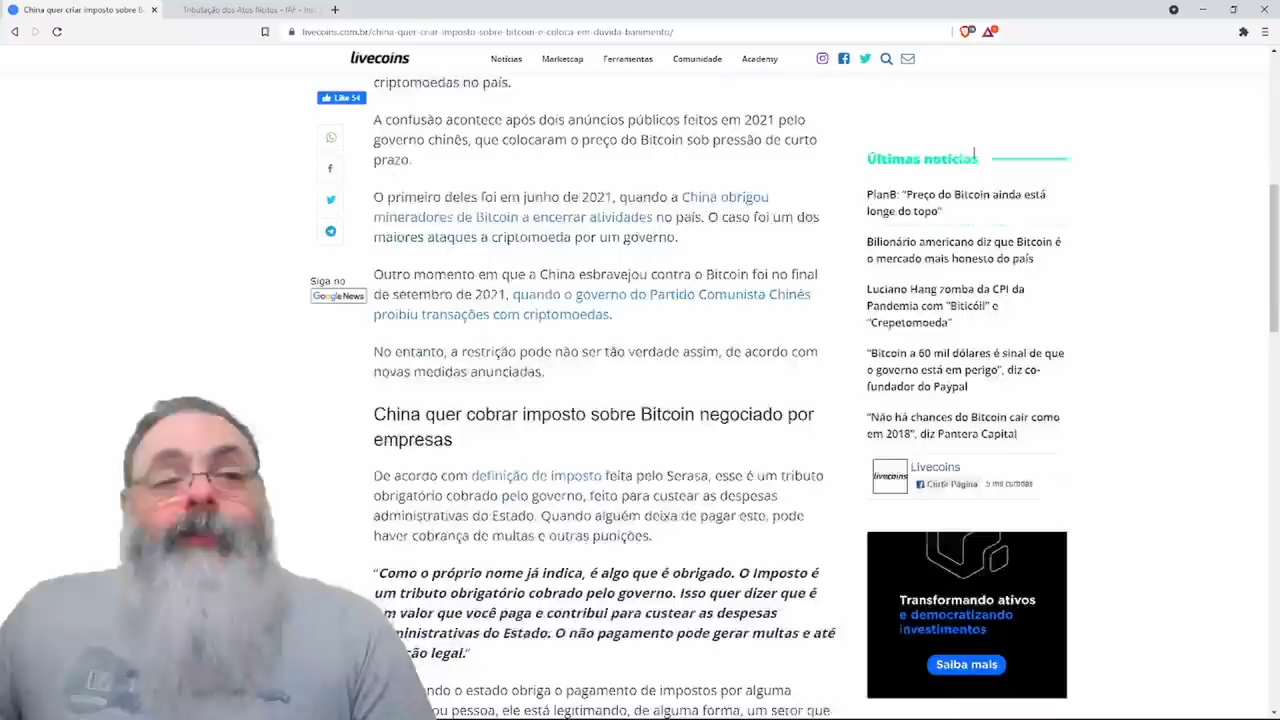 China quer criar imposto sobre B
Tributação dos Atos Ilícitos - IAF - Ins
livecoins.com.br/china-quer-criar-imposto-sobre-bitcoin-e-coloca-em-duvida-banimento/
livecoins
Notícias
Marketcap
Ferramentas
Comunidade
Academy
criptomoedas no país.
Like 54
A confusão acontece após dois anúncios públicos feitos em 2021 pelo
governo chinês, que colocaram o preço do Bitcoin sob pressão de curto
prazo.
O primeiro deles foi em junho de 2021, quando a China obrigou
mineradores de Bitcoin a encerrar atividades no país. O caso foi um dos
maiores ataques a criptomoeda por um governo.
Siga no
Google News
Outro momento em que a China esbravejou contra o Bitcoin foi no final
de setembro de 2021, quando o governo do Partido Comunista Chinês
proibiu transações com criptomoedas.
No entanto, a restrição pode não ser tão verdade assim, de acordo com
novas medidas anunciadas.
China quer cobrar imposto sobre Bitcoin negociado por
empresas
De acordo com definição de imposto feita pelo Serasa, esse é um tributo
obrigatório cobrado pelo governo, feito para custear as despesas
administrativas do Estado. Quando alguém deixa de pagar este, pode
haver cobrança de multas e outras punições.
“Como o próprio nome já indica, é algo que é obrigado. O Imposto é
um tributo obrigatório cobrado pelo governo. Isso quer dizer que é
m valor que você paga e contribui para custear as despesas
ministrativas do Estado. O não pagamento pode gerar multas e até
são legal.”
ndo o estado obriga o pagamento de impostos por alguma
ou pessoa, ele está legitimando, de alguma forma, um setor que
Últimas notícias
PlanB: “Preço do Bitcoin ainda está
longe do topo”
Bilionário americano diz que Bitcoin é
o mercado mais honesto do país
Luciano Hang zomba da CPI da
Pandemia com “Biticóil” e
“Crepetomoeda”
“Bitcoin a 60 mil dólares é sinal de que
o governo está em perigo”, diz co-
fundador do Paypal
“Não há chances do Bitcoin cair como
em 2018”, diz Pantera Capital
livecoins
Livecoins
Curtir Página
5 mil curtidas
Transformando ativos
e democratizando
investimentos
Saiba mais